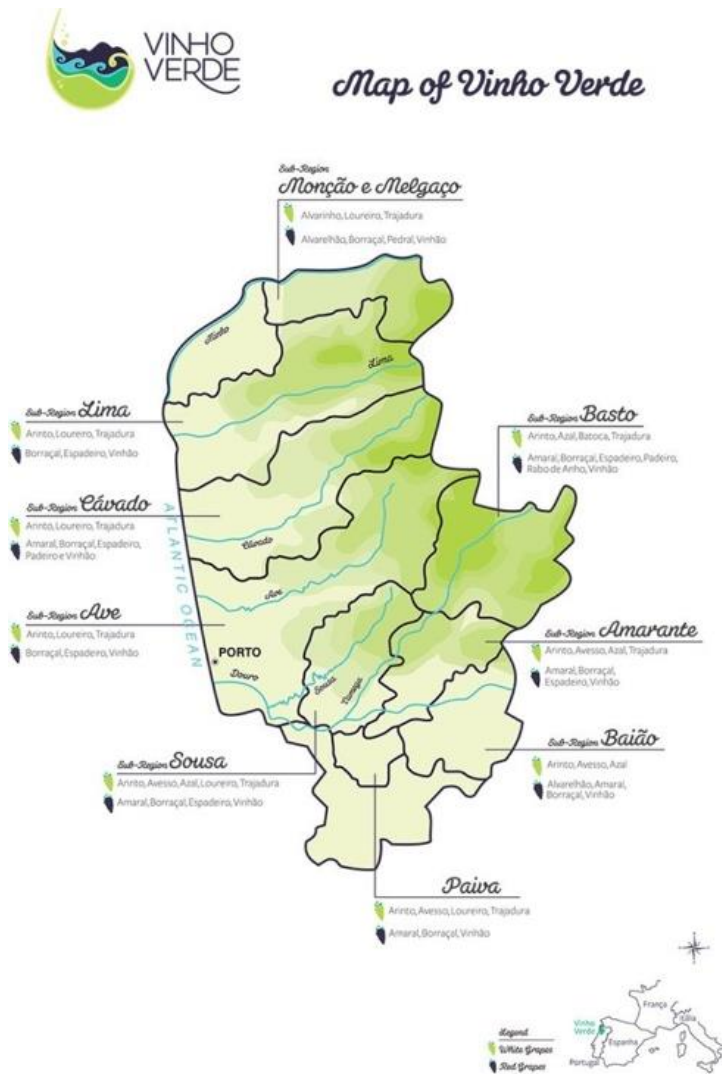 VINHO
VERDE
Map of Vinho Verde
Sub-Region
Monção e Melgaço
Alvarinho, Loureiro, Trajadura
Alvarelhão, Borraçal, Pedral, Vinhão
Minho
Lima
Sub-Region Lima
Arinto, Loureiro, Trajadura
Borraçal, Espadeiro, Vinhão
Sub-Region Basto
Arinto, Azal, Batoca, Trajadura
Amaral, Borraçal, Espadeiro, Padeiro,
Rabo de Anho, Vinhão
Sub-Region Cávado
Arinto, Loureiro, Trajadura
Amaral, Borraçal, Espadeiro,
Padeiro e Vinhão
ATLANTIC OCEAN
Cávado
Ave
Sub-Region Ave
Arinto, Loureiro, Trajadura
Borraçal, Espadeiro, Vinhão
PORTO
Douro
Sousa
Tâmega
Sub-Region Amarante
Arinto, Avesso, Azal, Trajadura
Amaral, Borraçal,
Espadeiro, Vinhão
Sub-Region Sousa
Arinto, Avesso, Azal, Loureiro, Trajadura
Amaral, Borraçal, Espadeiro, Vinhão
Sub-Region Baião
Arinto, Avesso, Azal
Alvarelhão, Amaral,
Borraçal, Vinhão
Paiva
Arinto, Avesso, Loureiro, Trajadura
Amaral, Borraçal, Vinhão
França
Itália
Vinho
Verde
Espanha
Portugal
Legend
White Grapes
Red Grapes